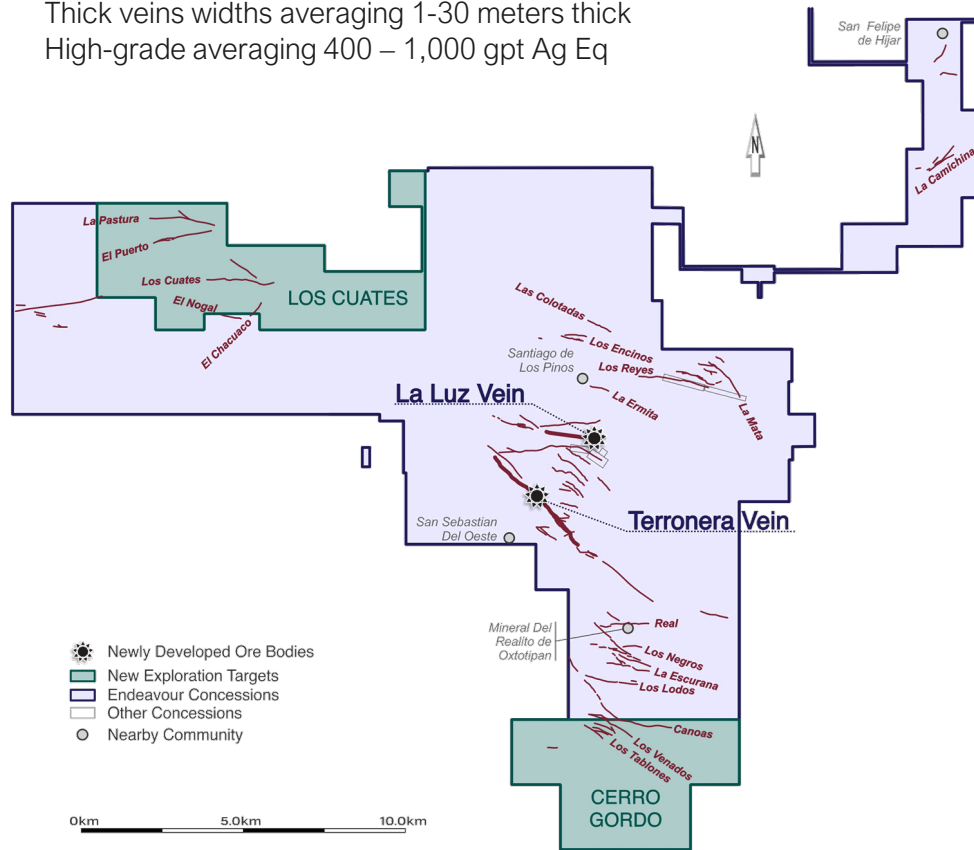 Thick veins widths averaging 1-30 meters thick
High-grade averaging 400 – 1,000 gpt Ag Eq
San Felipe
de Hijar
N
La Camichina
La Pastura
El Puerto
Los Cuates
El Nogal
LOS CUATES
El Chacuaco
Las Colotadas
Los Encinos
Santiago de
Los Pinos
Los Reyes
La Ermita
La Mata
La Luz Vein
Terronera Vein
San Sebastian
Del Oeste
Mineral Del
Realito de
Oxtotipan
Real
Los Negros
La Escurana
Los Lodos
Canoas
Los Venados
Los Tablones
CERRO
GORDO
Newly Developed Ore Bodies
New Exploration Targets
Endeavour Concessions
Other Concessions
Nearby Community
0km 5.0km 10.0km